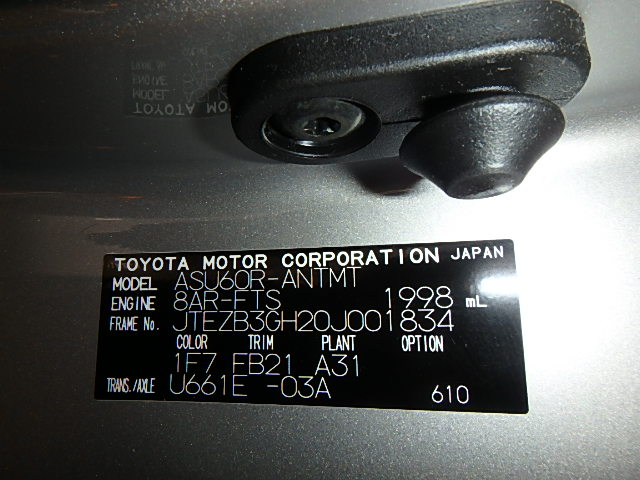 TOYOTA MOTOR CORPORATION JAPAN
MODEL ASU60R-ANTMT
ENGINE 8AR-FTS 1998 mL
FRAME No. JTEZB3GH20J001834
COLOR TRIM PLANT OPTION
1F7 FB21 A31
TRANS./AXLE U661E -03A 610